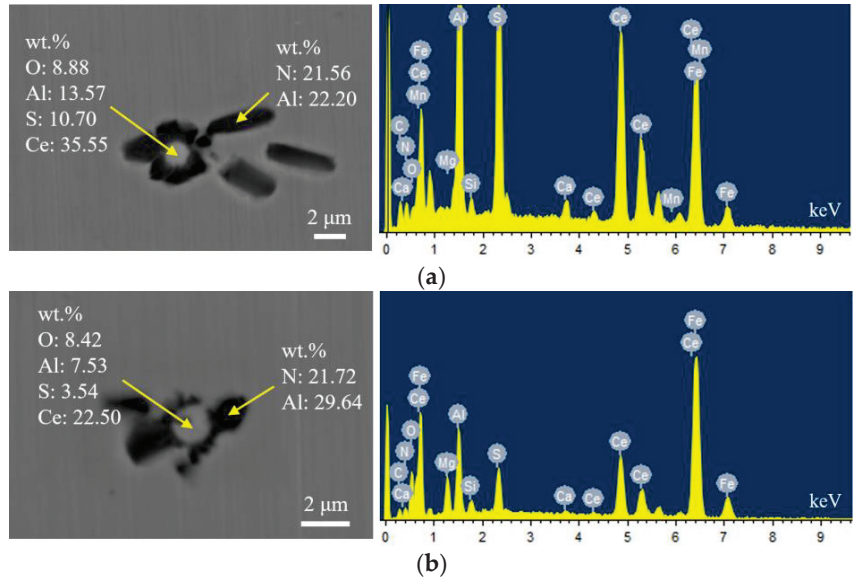 wt.%
O: 8.88
Al: 13.57
S: 10.70
Ce: 35.55
wt.%
N: 21.56
Al: 22.20
2 μm
Al
S
Ce
Ce
Fe
Mn
Ce
Fe
Mn
C
N
O
Mg
Ca
Si
Ca
Ce
Ce
Mn
Fe
keV
0 1 2 3 4 5 6 7 8 9
(a)
wt.%
O: 8.42
Al: 7.53
S: 3.54
Ce: 22.50
wt.%
N: 21.72
Al: 29.64
2 μm
Fe
Fe
Ce
Ce
O
Al
N
C
Mg
S
Ce
Ca
Si
Ca
Ce
Ce
Fe
keV
0 1 2 3 4 5 6 7 8 9
(b)